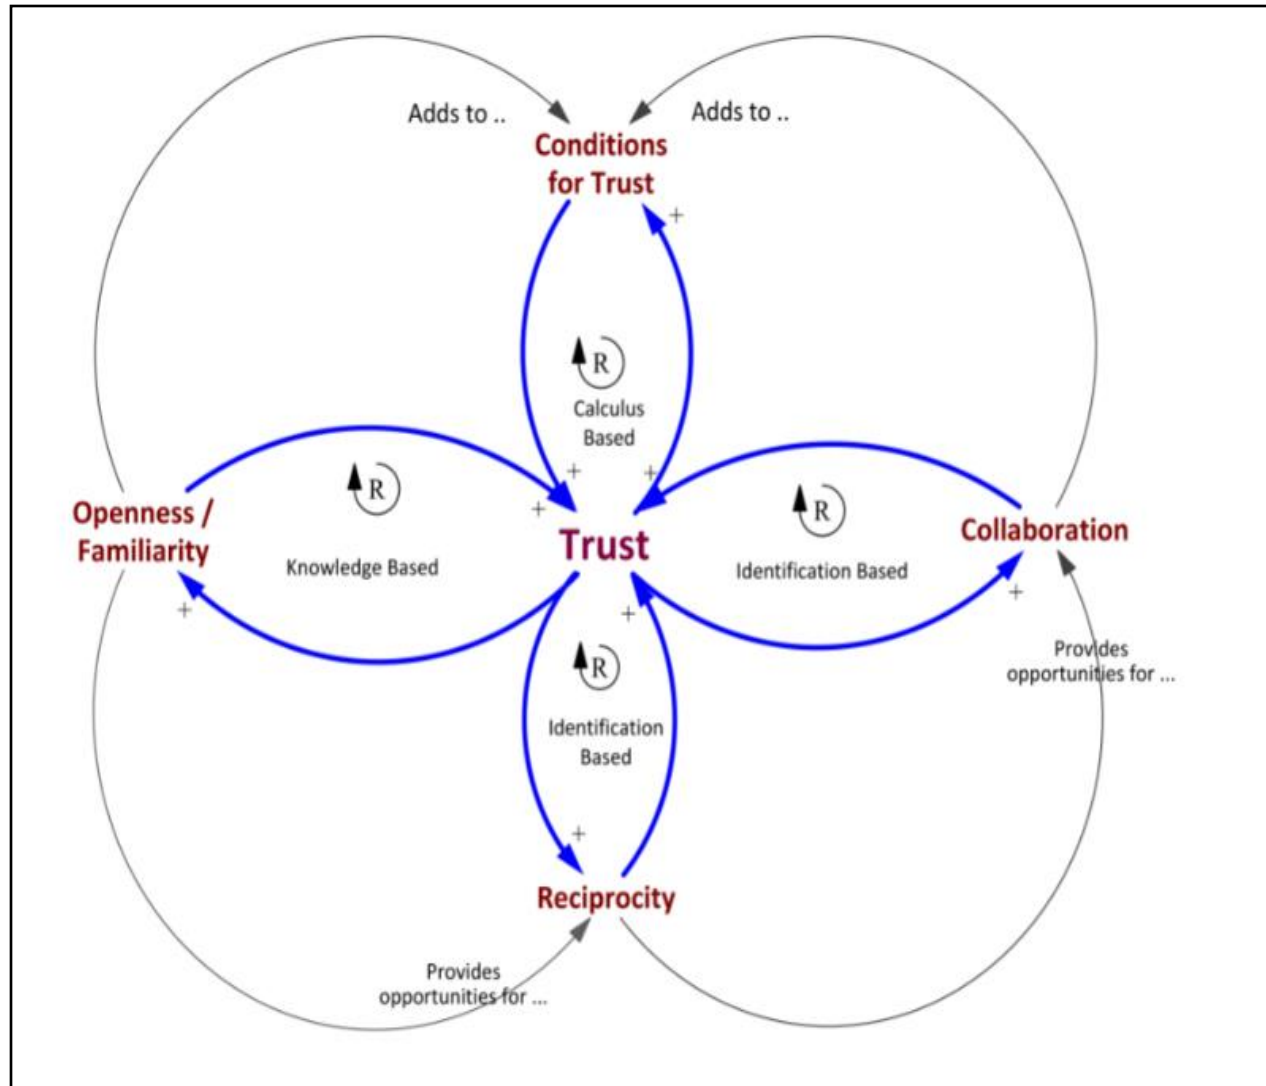 Adds to ..
Adds to ..
Conditions
for Trust
+
R
Calculus
Based
+
+
R
+
R
Openness /
Familiarity
Trust
Collaboration
Knowledge Based
Identification Based
+
+
+
R
Provides
opportunities for ...
Identification
Based
+
Reciprocity
Provides
opportunities for ...